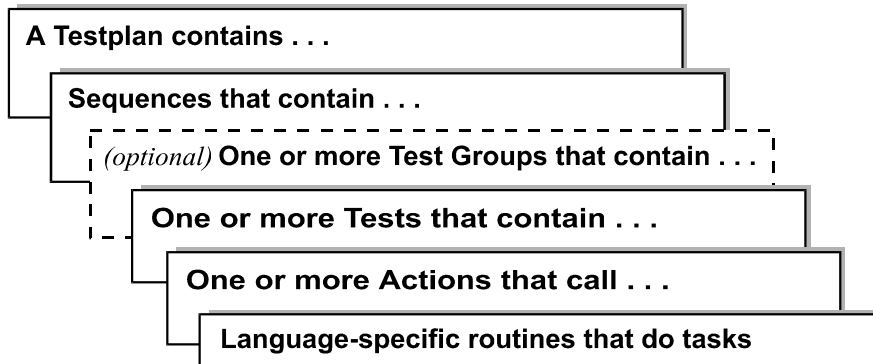 A Testplan contains . . .
Sequences that contain . . .
(optional) One or more Test Groups that contain . . .
One or more Tests that contain . . .
One or more Actions that call . . .
Language-specific routines that do tasks